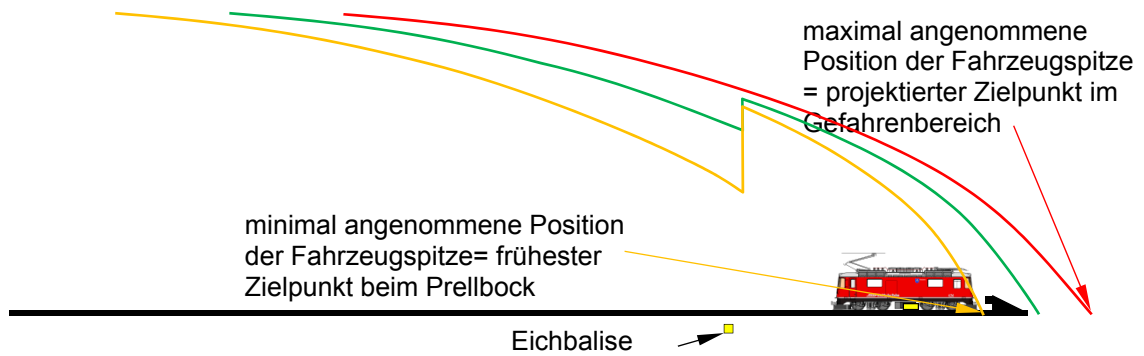 maximal angenommene
Position der Fahrzeugspitze
= projektierter Zielpunkt im
Gefahrenbereich
minimal angenommene Position
der Fahrzeugspitze= frühester
Zielpunkt beim Prellbock
Eichbalise